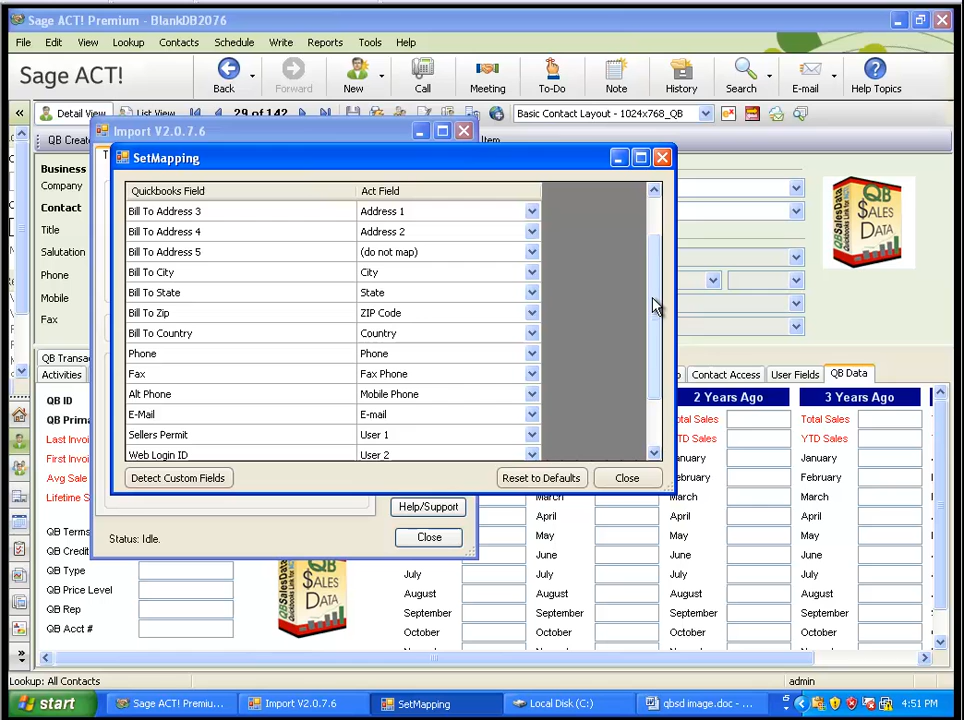 Sage ACT! Premium - BlankDB2076
File Edit View Lookup Contacts Schedule Write Reports Tools Help
Sage ACT!
Back Forward New Call Meeting To-Do Note History Search E-mail Help Topics
Detail View List View 29 of 142 Basic Contact Layout - 1024x768_QB
Import V2.0.7.6
QB Create Item
SetMapping
Business
Company
Contact
Title
Salutation
Phone
Mobile
Fax
Quickbooks Field Act Field
Bill To Address 3 Address 1
Bill To Address 4 Address 2
Bill To Address 5 (do not map)
Bill To City City
Bill To State State
Bill To Zip ZIP Code
Bill To Country Country
Phone Phone
Fax Fax Phone
Alt Phone Mobile Phone
E-Mail E-mail
Sellers Permit User 1
Web Login ID User 2
Detect Custom Fields Reset to Defaults Close
Help/Support
Status: Idle. Close
QB SALES DATA
QB Transac
Activities Contact Access User Fields QB Data
QB ID
QB Prima
Last Invoi
First Invoi
Avg Sale
Lifetime S
QB Terms
QB Credit
QB Type
QB Price Level
QB Rep
QB Acct #
QB SALES DATA
2 Years Ago 3 Years Ago
Total Sales Total Sales
YTD Sales YTD Sales
January January
February February
March March March
April April April
May May May
June June June
July July July July
August August August August
September September September September
October October October October
Lookup: All Contacts admin
start Sage ACT! Premiu... Import V2.0.7.6 SetMapping Local Disk (C:) qbsd image.doc - ... 4:51 PM